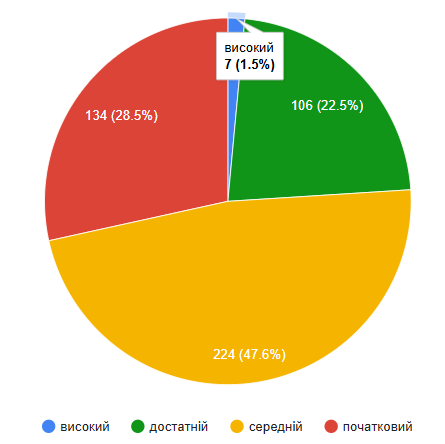 високий
7 (1.5%)
106 (22.5%)
134 (28.5%)
224 (47.6%)
високий
достатній
середній
початковий